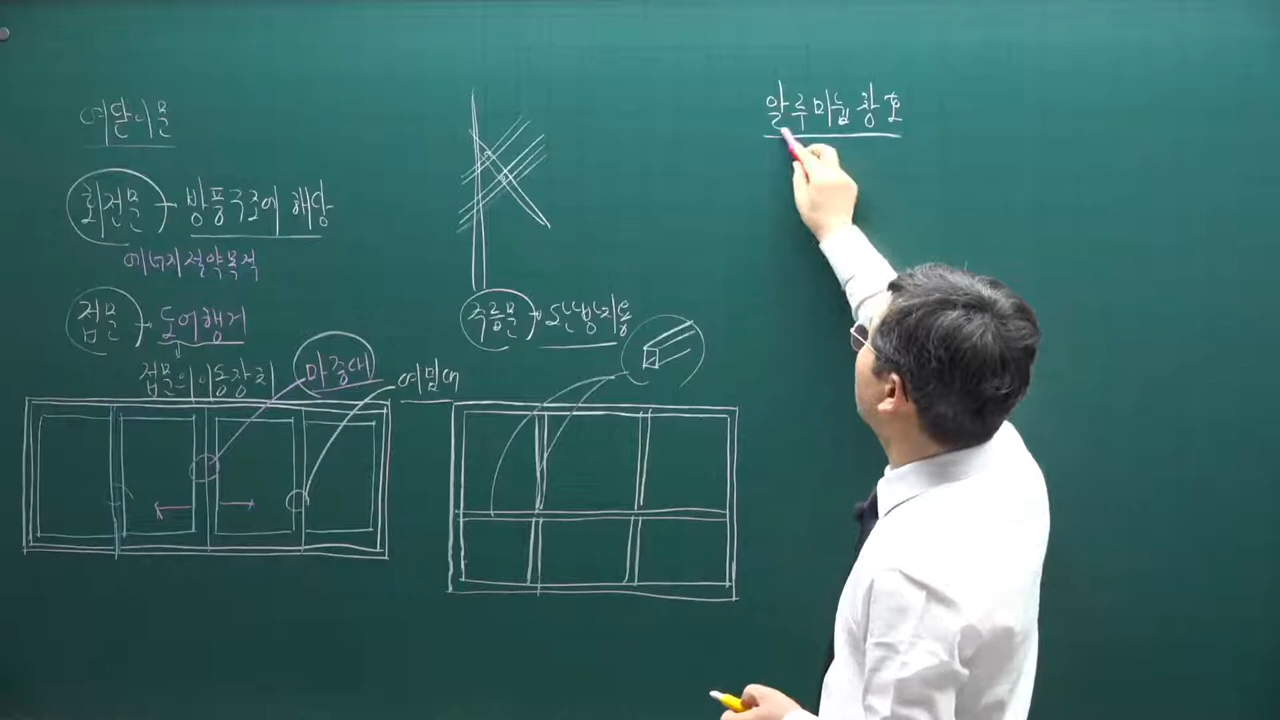 여닫이문
회전문 방풍구조에 해당
에너지절약목적
접문 도어행거
접문의 이동장치
마중대
여밈대
주름문 도난방지용
알루미늄창호